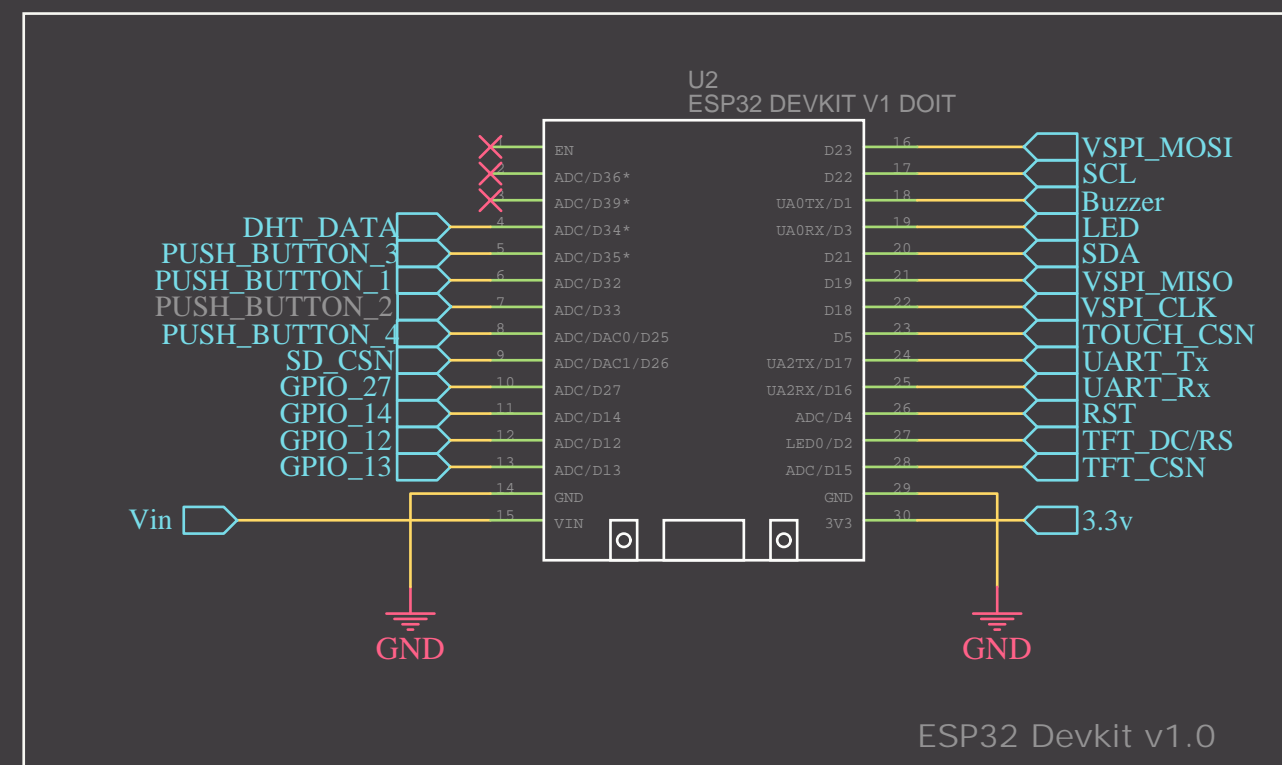 U2
ESP32 DEVKIT V1 DOIT
1 EN D23 16 VSPI_MOSI
2 ADC/D36* D22 17 SCL
3 ADC/D39* UA0TX/D1 18 Buzzer
DHT_DATA 4 ADC/D34* UA0RX/D3 19 LED
PUSH_BUTTON_3 5 ADC/D35* D21 20 SDA
PUSH_BUTTON_1 6 ADC/D32 D19 21 VSPI_MISO
PUSH_BUTTON_2 7 ADC/D33 D18 22 VSPI_CLK
PUSH_BUTTON_4 8 ADC/DAC0/D25 D5 23 TOUCH_CSN
SD_CSN 9 ADC/DAC1/D26 UA2TX/D17 24 UART_Tx
GPIO_27 10 ADC/D27 UA2RX/D16 25 UART_Rx
GPIO_14 11 ADC/D14 ADC/D4 26 RST
GPIO_12 12 ADC/D12 LED0/D2 27 TFT_DC/RS
GPIO_13 13 ADC/D13 ADC/D15 28 TFT_CSN
14 GND GND 29
Vin 15 VIN 3V3 30 3.3v
GND GND
ESP32 Devkit v1.0